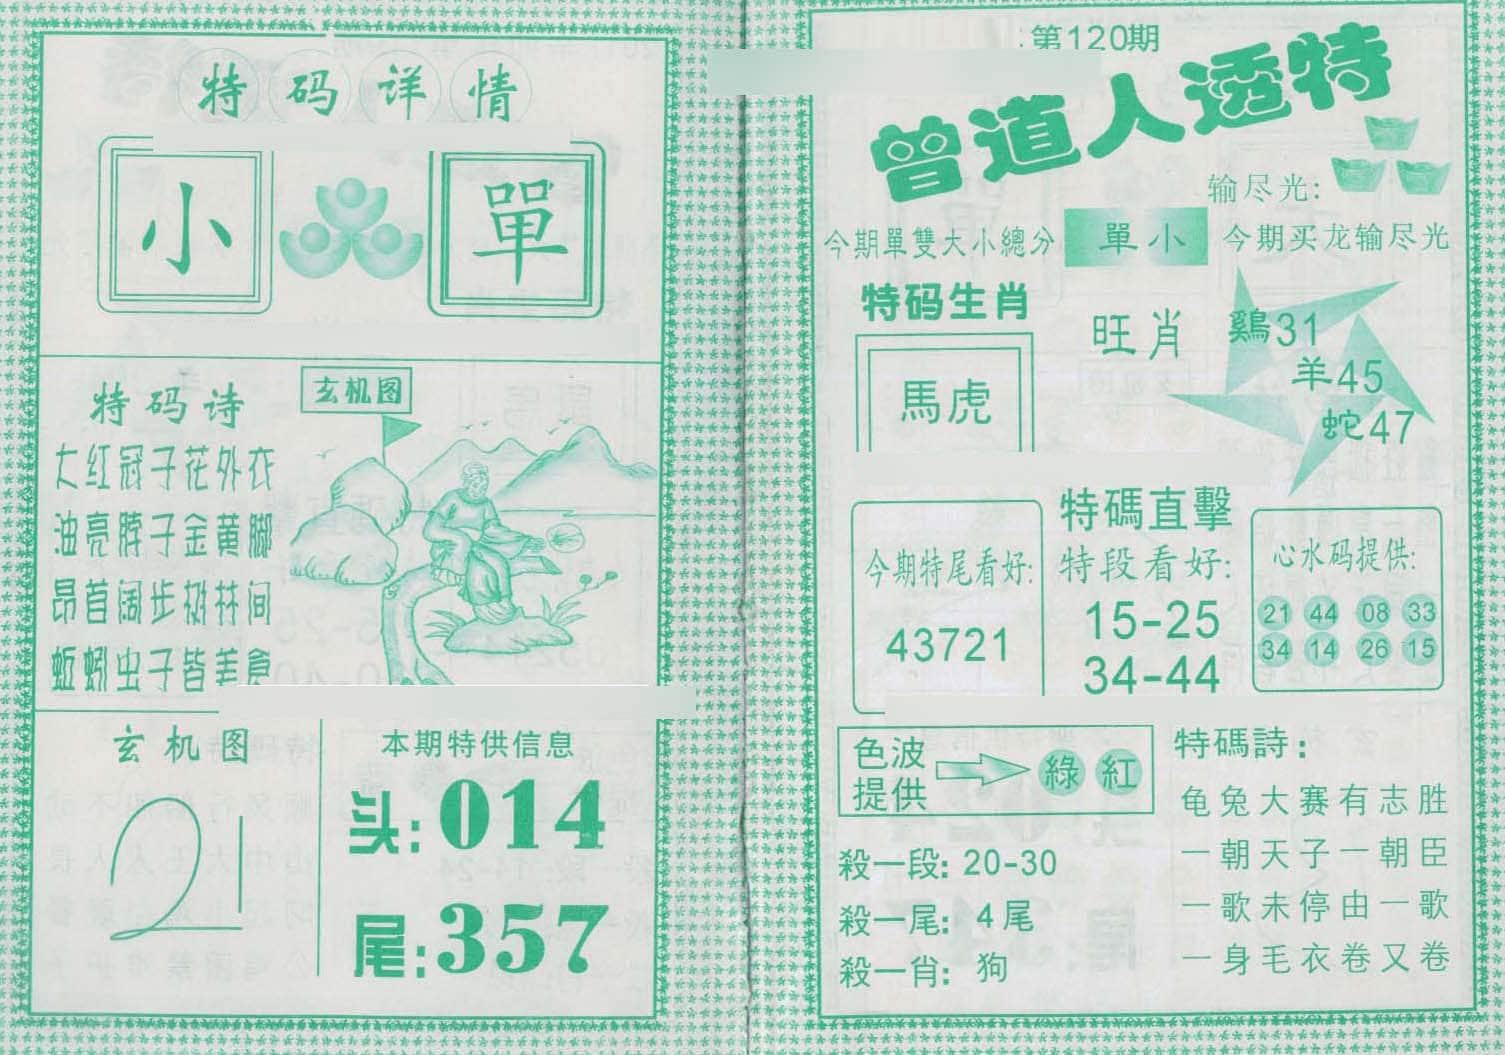 特码详情
小 單
特码诗
玄机图
大红冠子花外衣
油亮脖子金黄脚
昂首阔步 林间
蚯蚓虫子皆美食
玄机图
21
本期特供信息
头:014
尾:357
第120期
曾道人透特
输尽光:
今期單雙大小總分 單小 今期买龙输尽光
特码生肖
馬虎
旺肖
鷄31
羊45
蛇47
今期特尾看好:
43721
特碼直擊
特段看好:
15-25
34-44
心水码提供:
21 44 08 33
34 14 26 15
色波
提供
綠 紅
殺一段: 20-30
殺一尾: 4尾
殺一肖: 狗
特碼詩:
龟兔大赛有志胜
一朝天子一朝臣
一歌未停由一歌
一身毛衣卷又卷